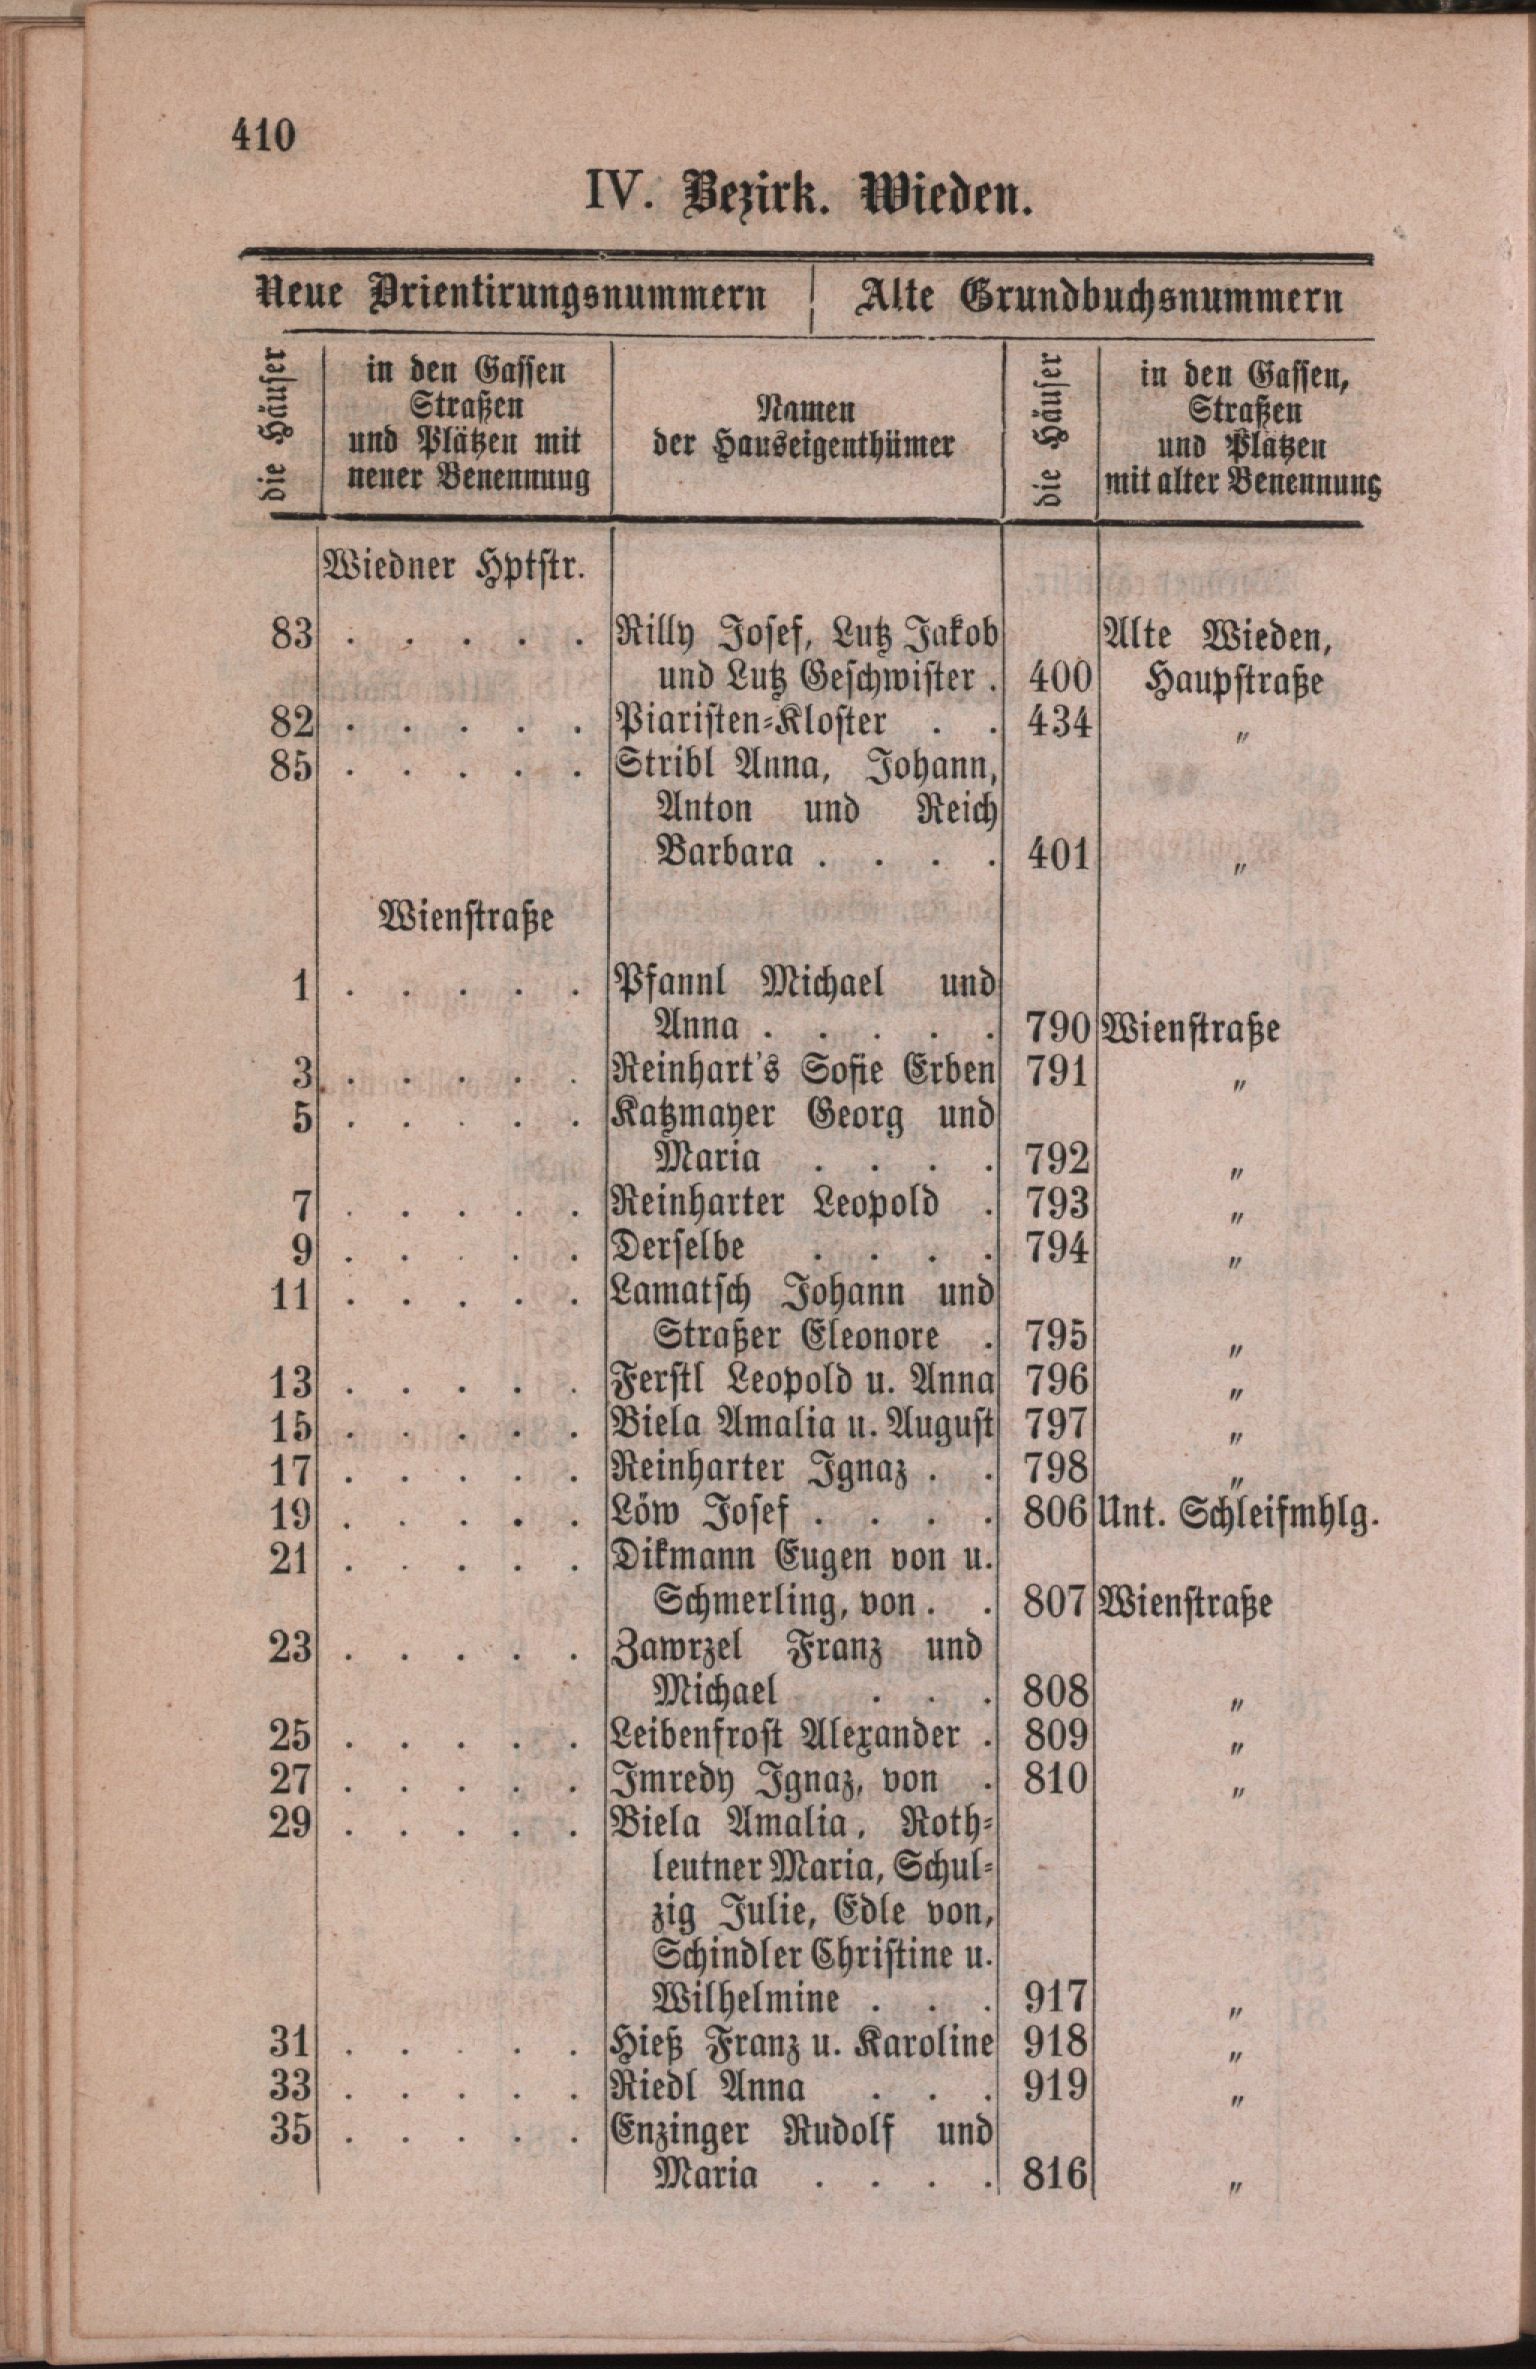 410
IV. Bezirk. Wieden.
Neue Orientirungsnummern Alte Grundbuchsnummern
die Häuser
in den Gassen
Straßen
und Plätzen mit
neuer Benennung
Namen
der Hauseigenthümer
die Häuser
in den Gassen,
Straßen
und Plätzen
mit alter Benennung
Wiedner Hptstr.
83 . . . . . Rilly Josef, Lutz Jakob Alte Wieden,
und Lutz Geschwister . 400 Haupstraße
82 . . . . . Piaristen-Kloster . . 434 "
85 . . . . . Stribl Anna, Johann,
Anton und Reich
Barbara . . . . 401 "
Wienstraße
1 . . . . . Pfannl Michael und
Anna . . . . . 790 Wienstraße
3 . . . . . Reinhart's Sofie Erben 791 "
5 . . . . . Katzmayer Georg und
Maria . . . . 792 "
7 . . . . . Reinharter Leopold . 793 "
9 . . . . . Derselbe . . . . 794 "
11 . . . . . Lamatsch Johann und
Straßer Eleonore . 795 "
13 . . . . . Ferstl Leopold u. Anna 796 "
15 . . . . . Biela Amalia u. August 797 "
17 . . . . . Reinharter Ignaz . . 798 "
19 . . . . . Löw Josef . . . . 806 Unt. Schleifmhlg.
21 . . . . . Dikmann Eugen von u.
Schmerling, von . . 807 Wienstraße
23 . . . . . Zawrzel Franz und
Michael . . . 808 "
25 . . . . . Leibenfrost Alexander . 809 "
27 . . . . . Imredy Ignaz, von . 810 "
29 . . . . . Biela Amalia, Roth-
leutner Maria, Schul-
zig Julie, Edle von,
Schindler Christine u.
Wilhelmine . . . 917 "
31 . . . . . Hieß Franz u. Karoline 918 "
33 . . . . . Riedl Anna . . . 919 "
35 . . . . . Enzinger Rudolf und
Maria . . . . 816 "